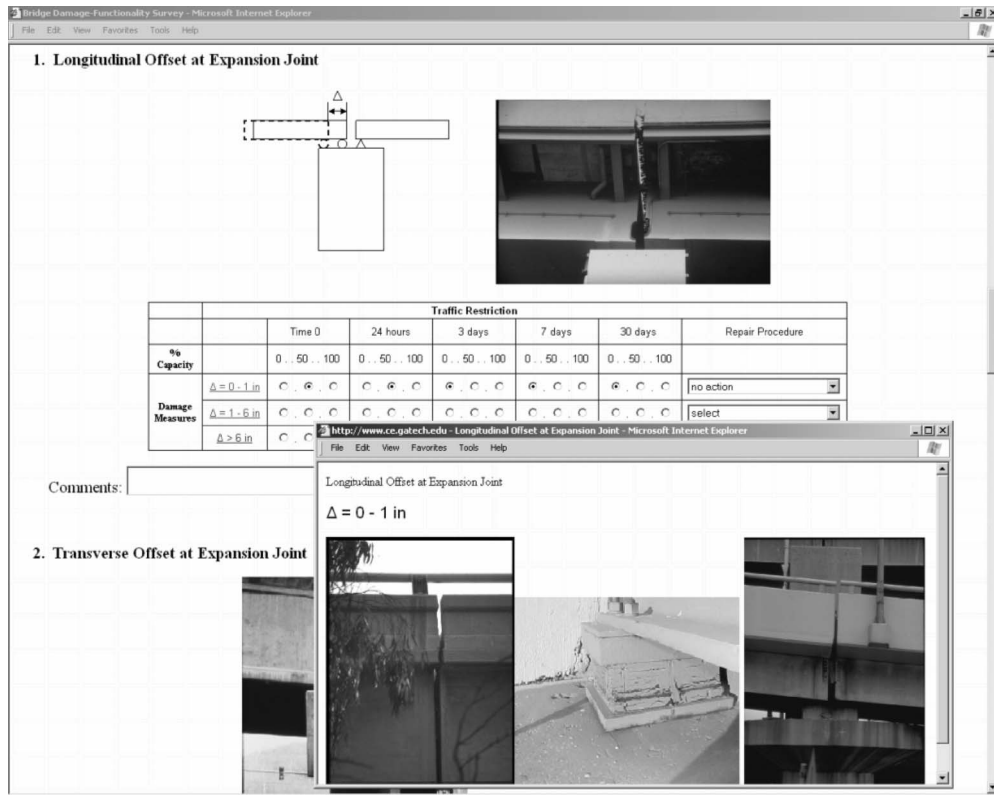 Bridge Damage-Functionality Survey - Microsoft Internet Explorer
File Edit View Favorites Tools Help
1. Longitudinal Offset at Expansion Joint
Δ
Traffic Restriction
Time 0 24 hours 3 days 7 days 30 days Repair Procedure
% Capacity 0 . . 50 . . 100 0 . . 50 . . 100 0 . . 50 . . 100 0 . . 50 . . 100 0 . . 50 . . 100
Damage Measures
Δ = 0 - 1 in no action
Δ = 1 - 6 in select
Δ > 6 in
Comments:
2. Transverse Offset at Expansion Joint
http://www.ce.gatech.edu - Longitudinal Offset at Expansion Joint - Microsoft Internet Explorer
File Edit View Favorites Tools Help
Longitudinal Offset at Expansion Joint
Δ = 0 - 1 in